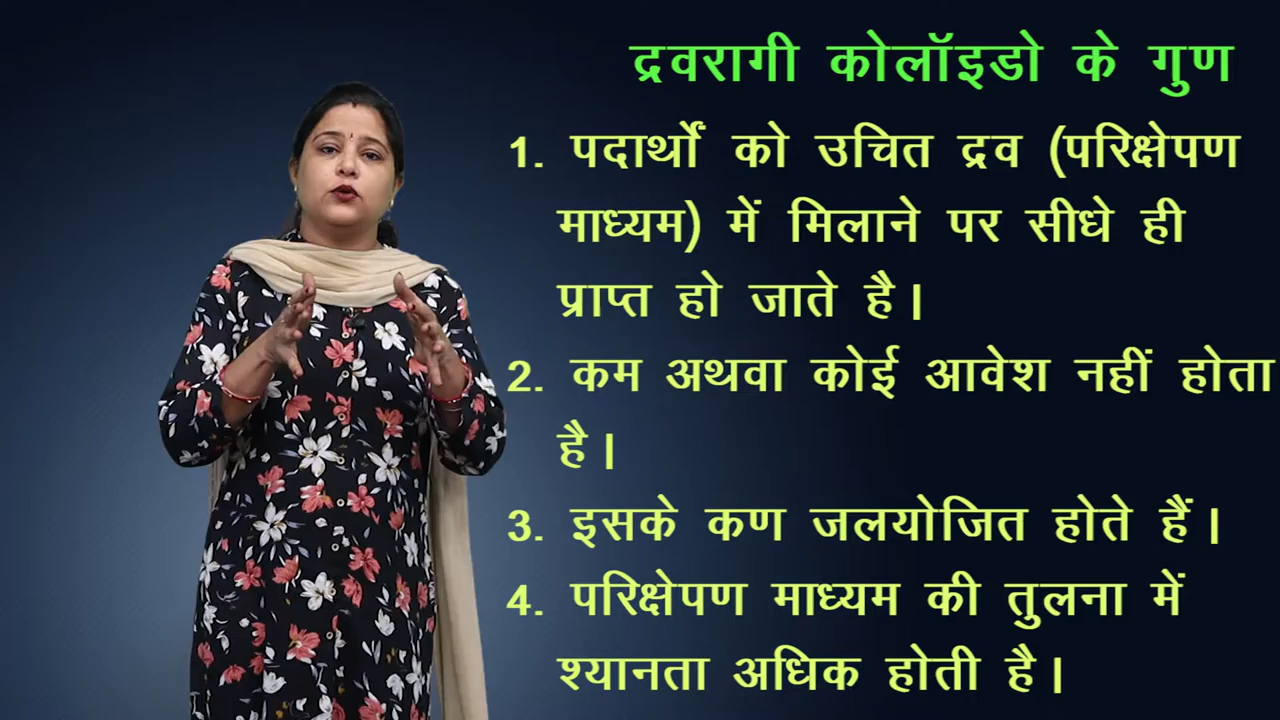 द्रवरागी कोलॉइडो के गुण
1. पदार्थों को उचित द्रव (परिक्षेपण
माध्यम) में मिलाने पर सीधे ही
प्राप्त हो जाते है।
2. कम अथवा कोई आवेश नहीं होता
है।
3. इसके कण जलयोजित होते हैं।
4. परिक्षेपण माध्यम की तुलना में
श्यानता अधिक होती है।